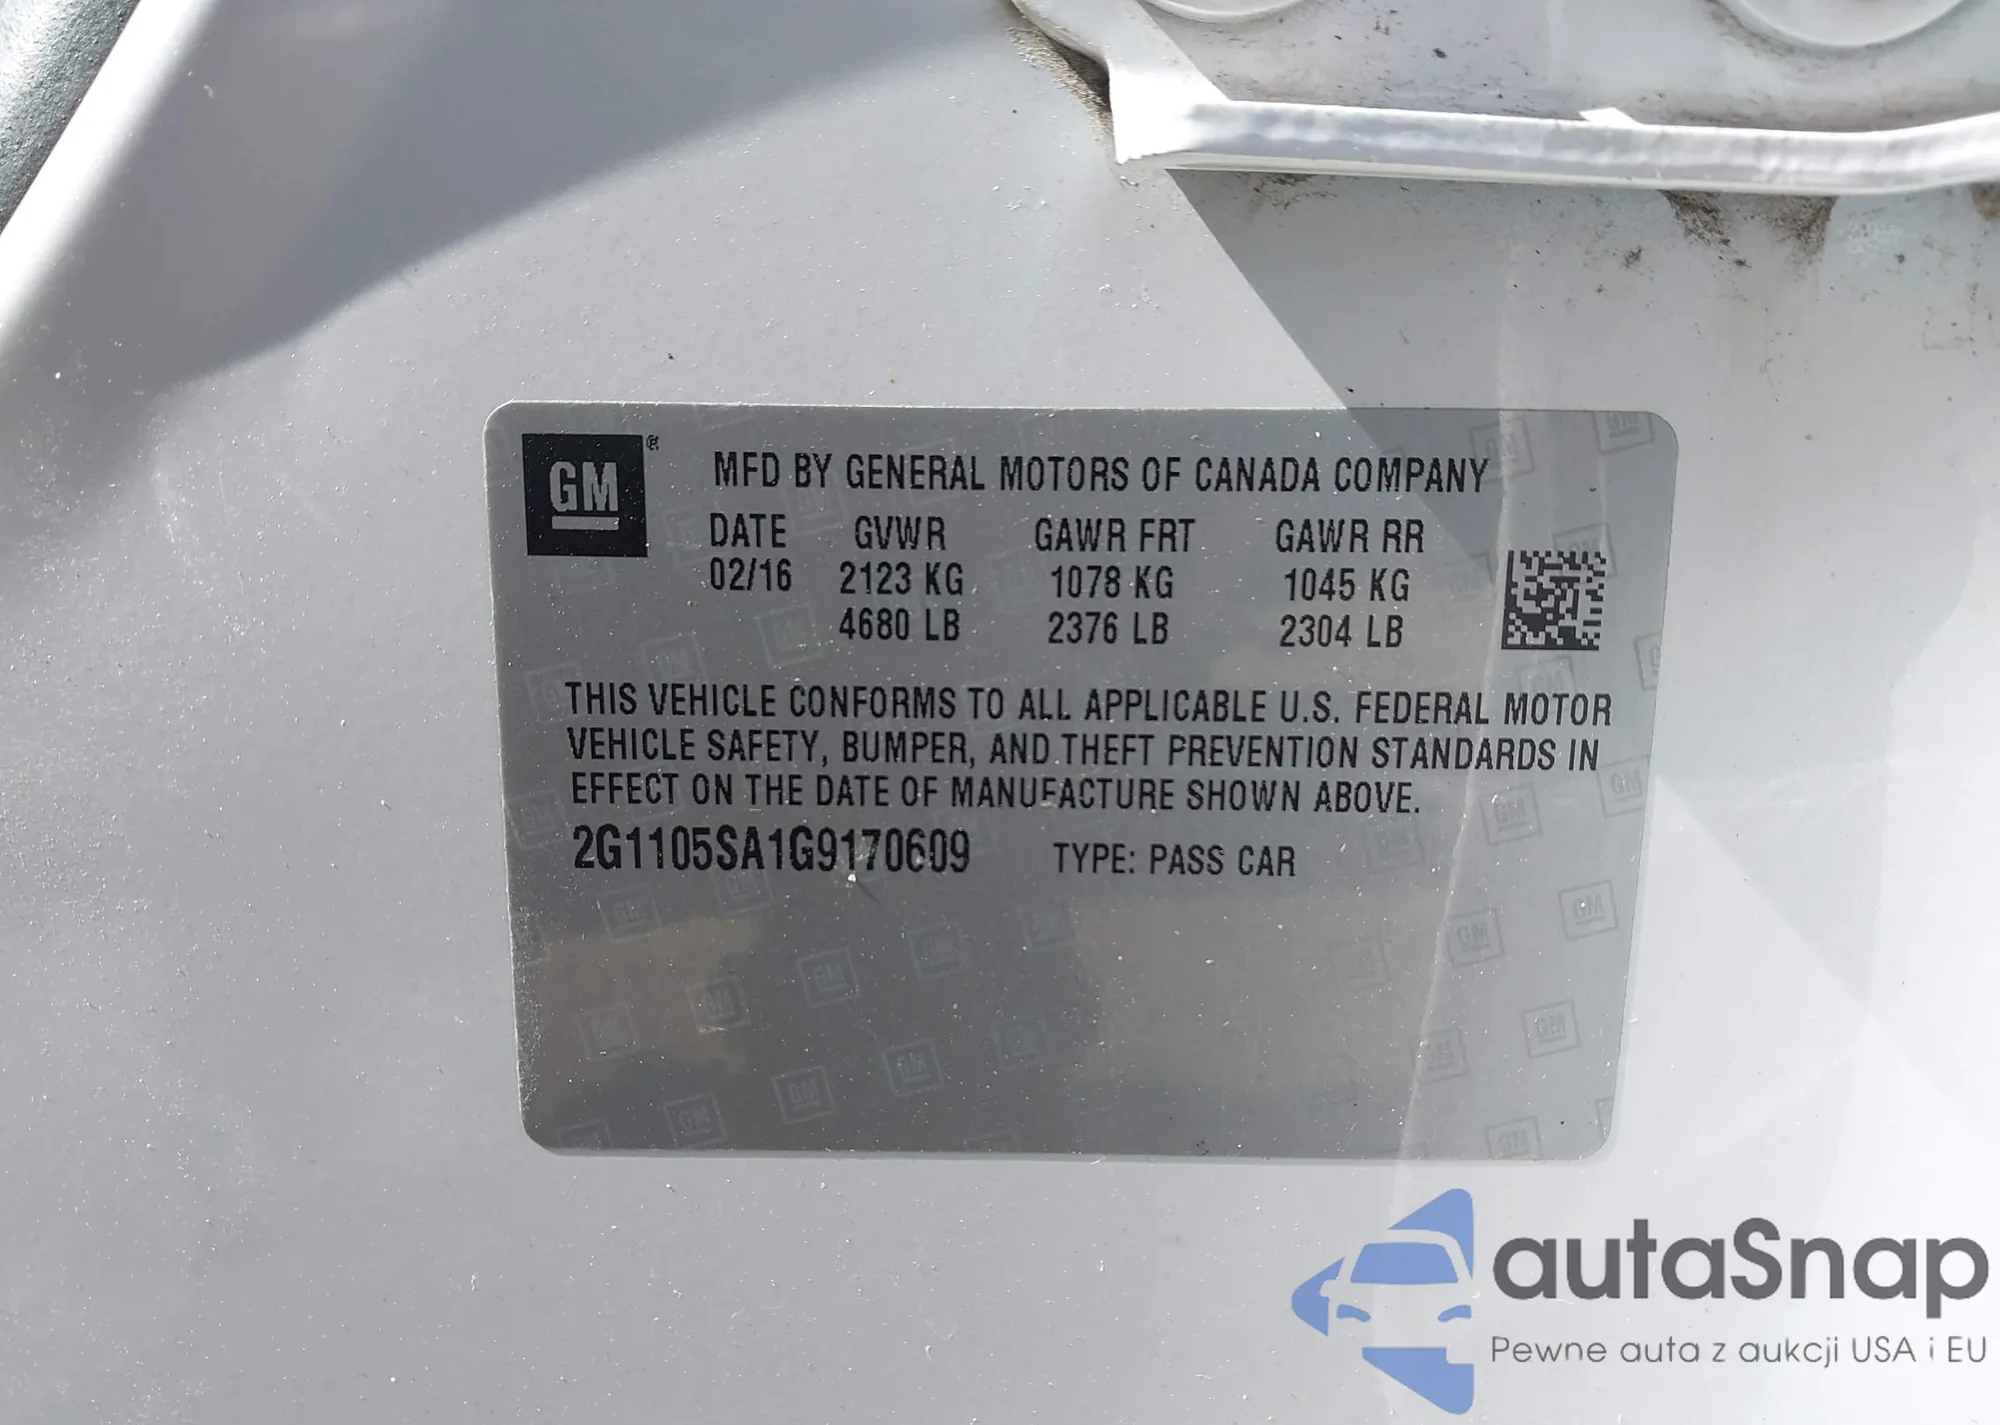 GM ®
MFD BY GENERAL MOTORS OF CANADA COMPANY
DATE GVWR GAWR FRT GAWR RR
02/16 2123 KG 1078 KG 1045 KG
4680 LB 2376 LB 2304 LB
THIS VEHICLE CONFORMS TO ALL APPLICABLE U.S. FEDERAL MOTOR
VEHICLE SAFETY, BUMPER, AND THEFT PREVENTION STANDARDS IN
EFFECT ON THE DATE OF MANUFACTURE SHOWN ABOVE.
2G1105SA1G9170609 TYPE: PASS CAR
autaSnap
Pewne auta z aukcji USA i EU